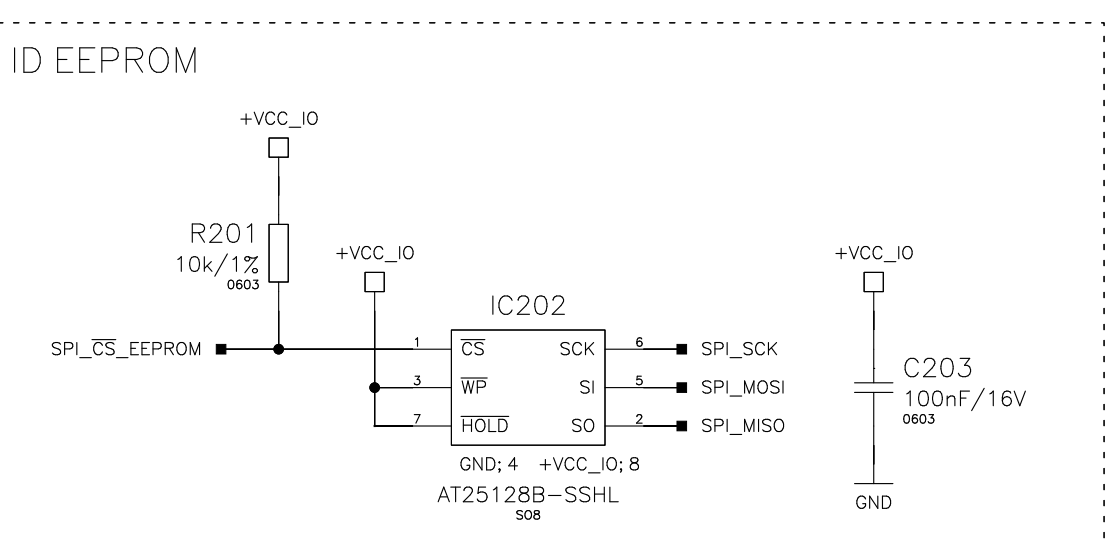 ID EEPROM
+VCC_IO
R201
10k/1%
0603
+VCC_IO
+VCC_IO
IC202
SPI_CS_EEPROM
1
CS
SCK
6
SPI_SCK
3
WP
SI
5
SPI_MOSI
7
HOLD
SO
2
SPI_MISO
C203
100nF/16V
0603
GND; 4 +VCC_IO; 8
AT25128B-SSHL
SO8
GND